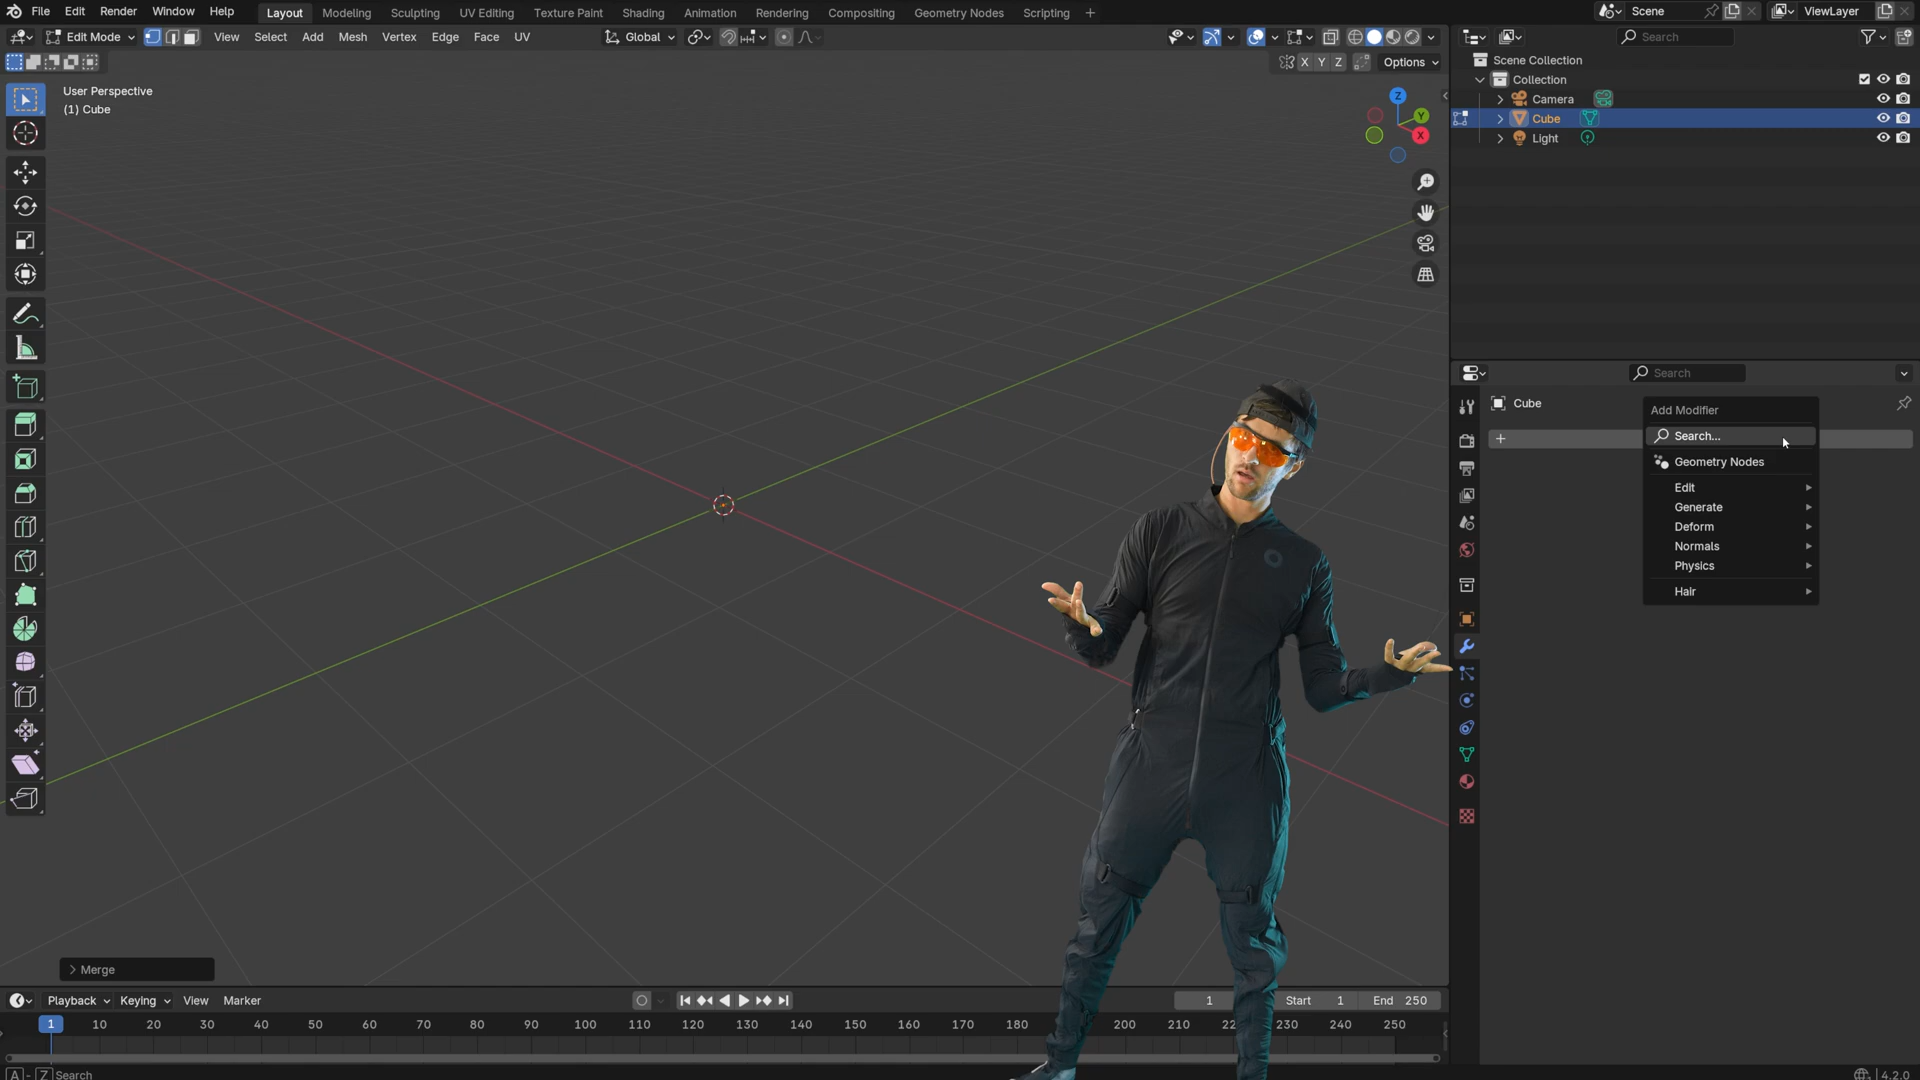 File Edit Render Window Help Layout Modeling Sculpting UV Editing Texture Paint Shading Animation Rendering Compositing Geometry Nodes Scripting + Scene ViewLayer
Edit Mode View Select Add Mesh Vertex Edge Face UV Global Search
X Y Z Options
Scene Collection
Collection
Camera
Cube
Light
User Perspective
(1) Cube
Z
Y
X
Search
Cube
+
Add Modifier
Search...
Geometry Nodes
Edit
Generate
Deform
Normals
Physics
Hair
Merge
Playback Keying View Marker 1 Start 1 End 250
1 10 20 30 40 50 60 70 80 90 100 110 120 130 140 150 160 170 180 200 210 230 240 250
A - Z Search 4.2.0